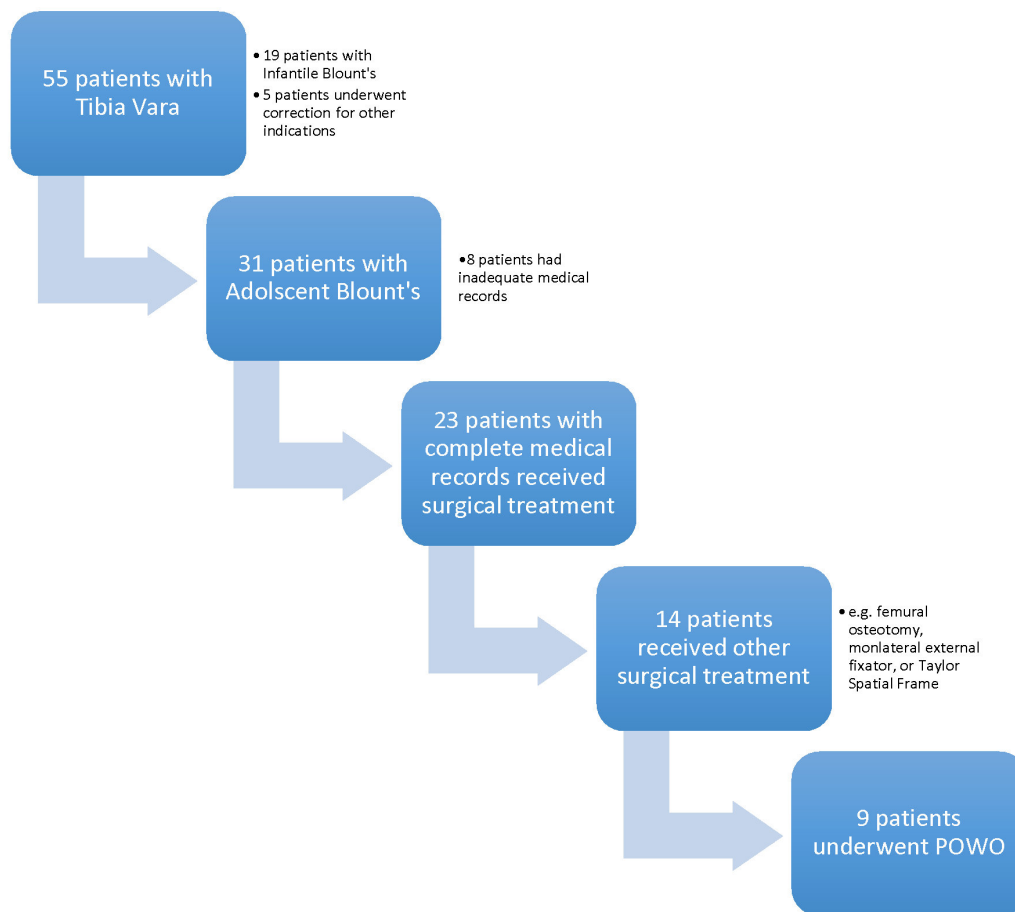 55 patients with
Tibia Vara
• 19 patients with
Infantile Blount's
• 5 patients underwent
correction for other
indications
31 patients with
Adolscent Blount's
•8 patients had
inadequate medical
records
23 patients with
complete medical
records received
surgical treatment
14 patients
received other
surgical treatment
• e.g. femural
osteotomy,
monlateral external
fixator, or Taylor
Spatial Frame
9 patients
underwent POWO